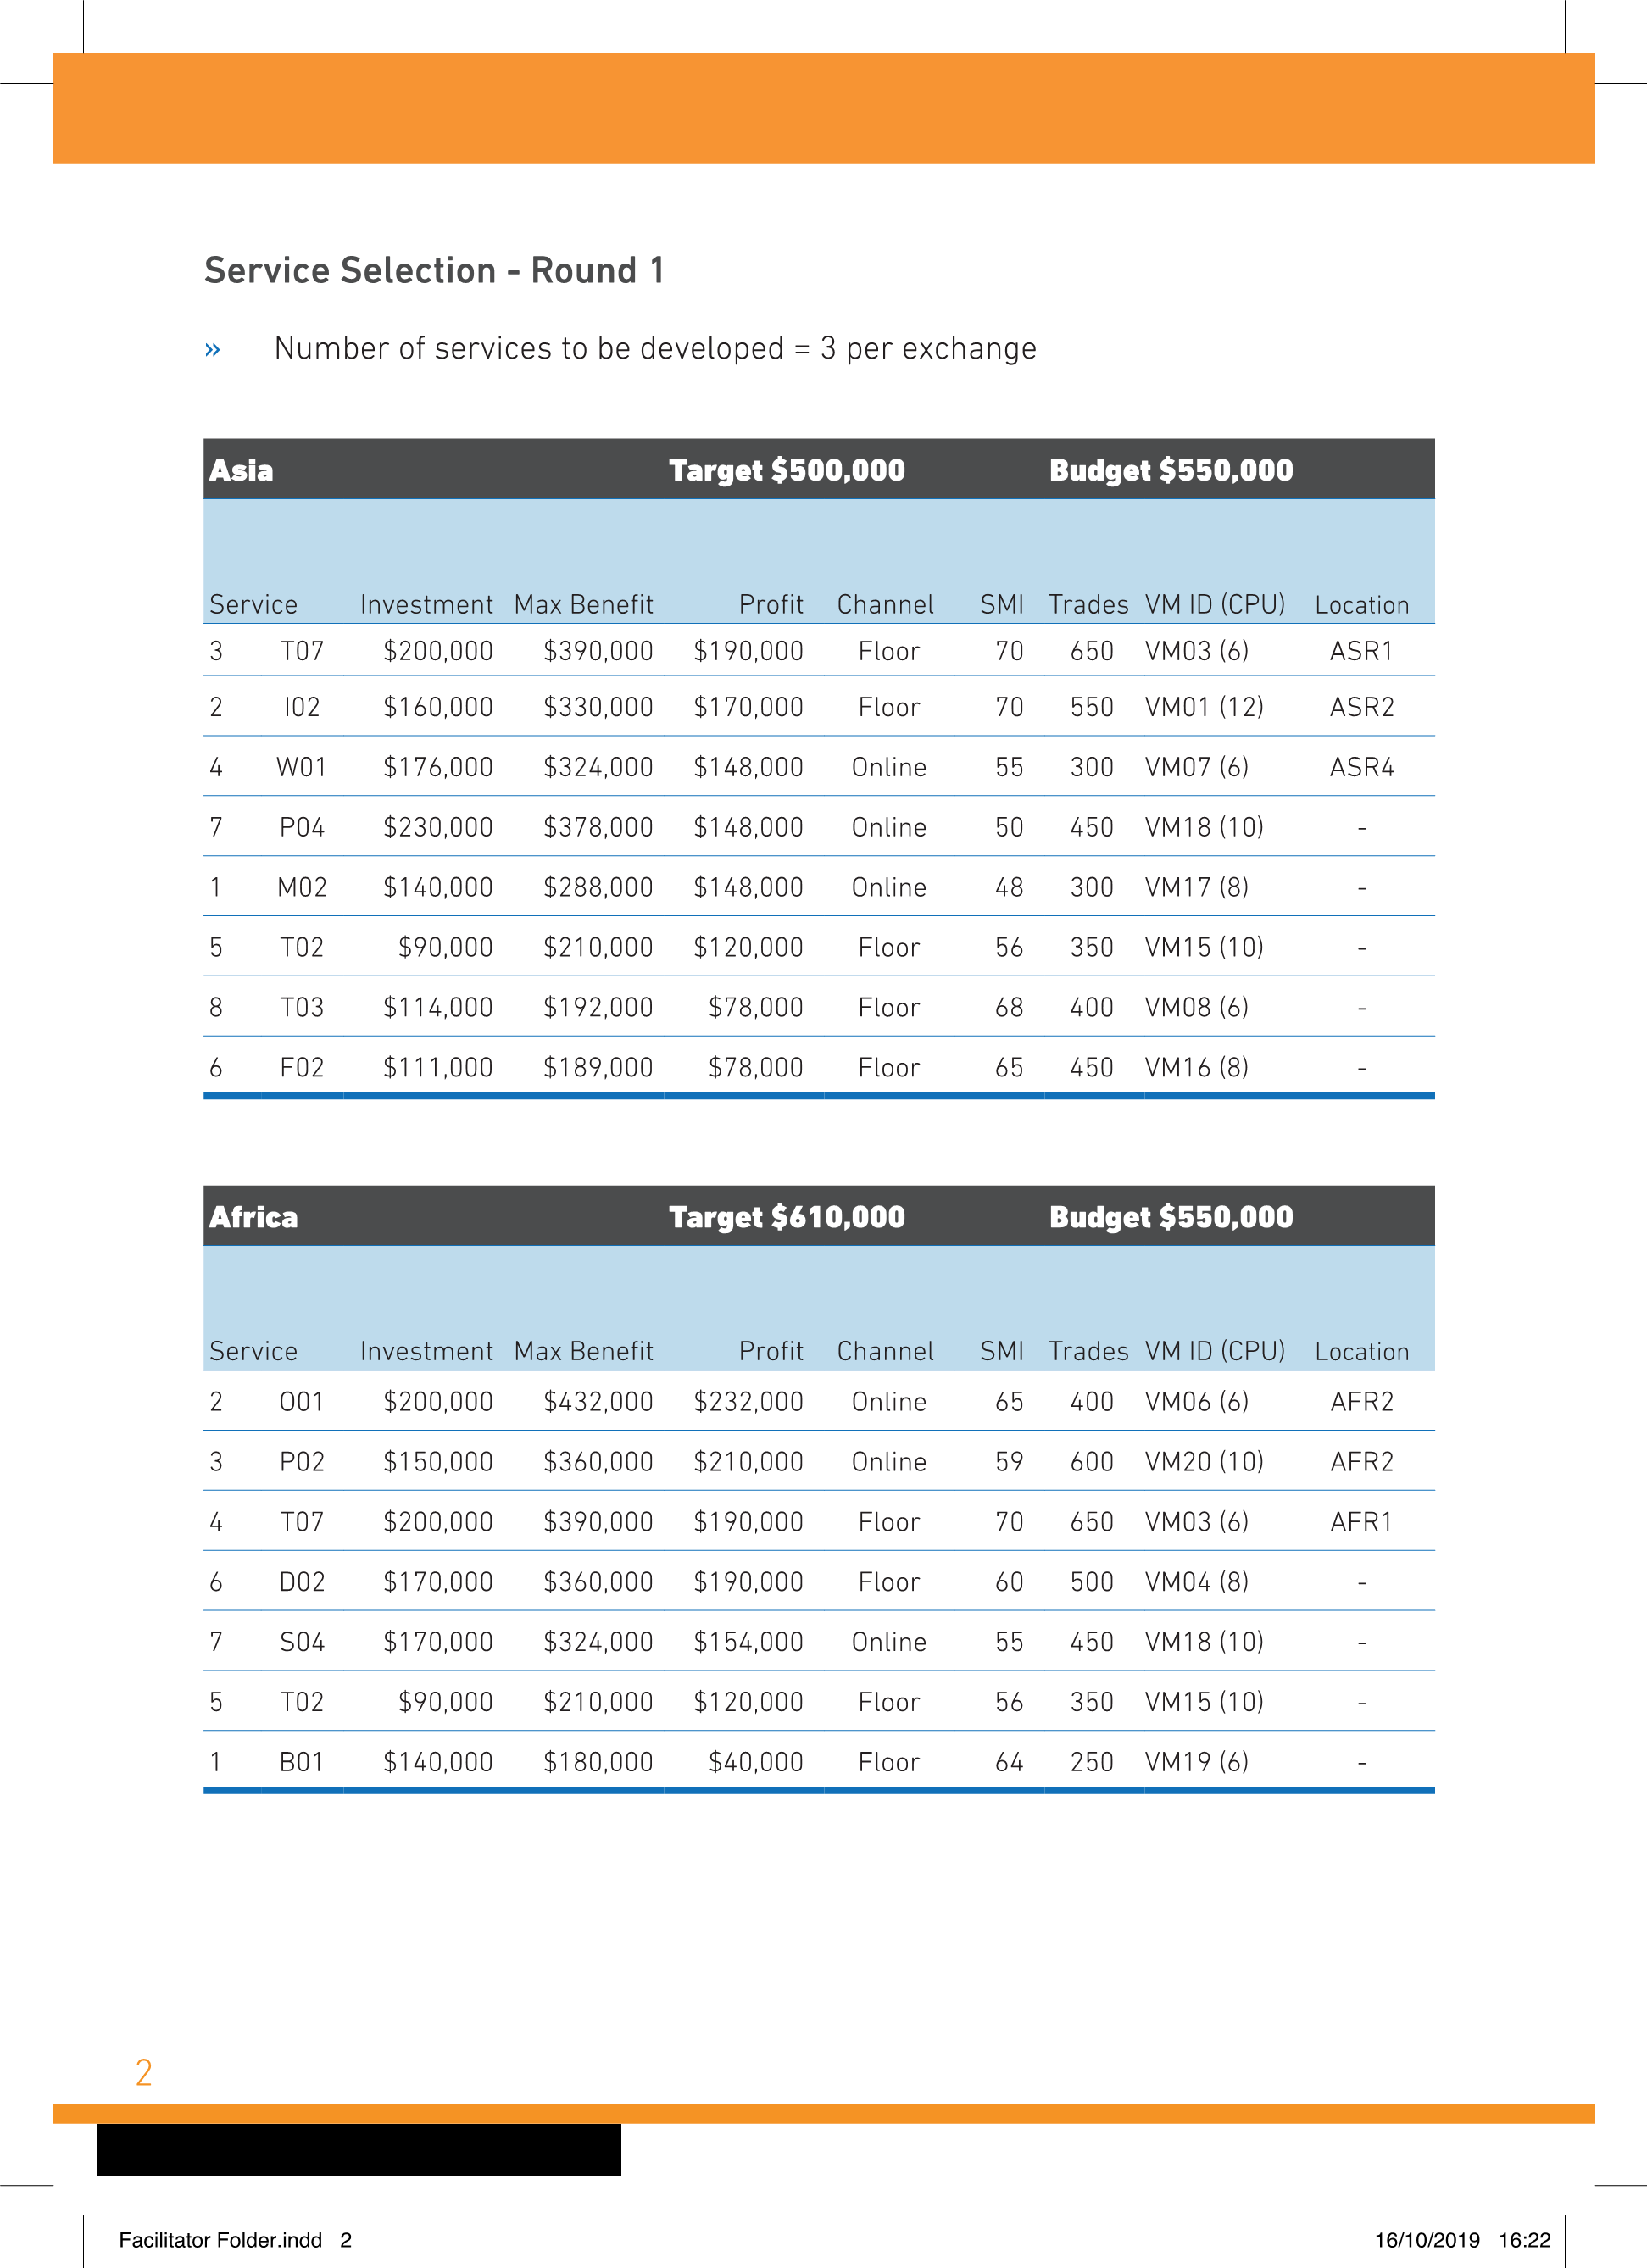 Service Selection - Round 1
» Number of services to be developed = 3 per exchange
Asia Target $500,000 Budget $550,000
Service Investment Max Benefit Profit Channel SMI Trades VM ID (CPU) Location
3 T07 $200,000 $390,000 $190,000 Floor 70 650 VM03 (6) ASR1
2 I02 $160,000 $330,000 $170,000 Floor 70 550 VM01 (12) ASR2
4 W01 $176,000 $324,000 $148,000 Online 55 300 VM07 (6) ASR4
7 P04 $230,000 $378,000 $148,000 Online 50 450 VM18 (10) -
1 M02 $140,000 $288,000 $148,000 Online 48 300 VM17 (8) -
5 T02 $90,000 $210,000 $120,000 Floor 56 350 VM15 (10) -
8 T03 $114,000 $192,000 $78,000 Floor 68 400 VM08 (6) -
6 F02 $111,000 $189,000 $78,000 Floor 65 450 VM16 (8) -
Africa Target $610,000 Budget $550,000
Service Investment Max Benefit Profit Channel SMI Trades VM ID (CPU) Location
2 O01 $200,000 $432,000 $232,000 Online 65 400 VM06 (6) AFR2
3 P02 $150,000 $360,000 $210,000 Online 59 600 VM20 (10) AFR2
4 T07 $200,000 $390,000 $190,000 Floor 70 650 VM03 (6) AFR1
6 D02 $170,000 $360,000 $190,000 Floor 60 500 VM04 (8) -
7 S04 $170,000 $324,000 $154,000 Online 55 450 VM18 (10) -
5 T02 $90,000 $210,000 $120,000 Floor 56 350 VM15 (10) -
1 B01 $140,000 $180,000 $40,000 Floor 64 250 VM19 (6) -
2
Facilitator Folder.indd 2 16/10/2019 16:22